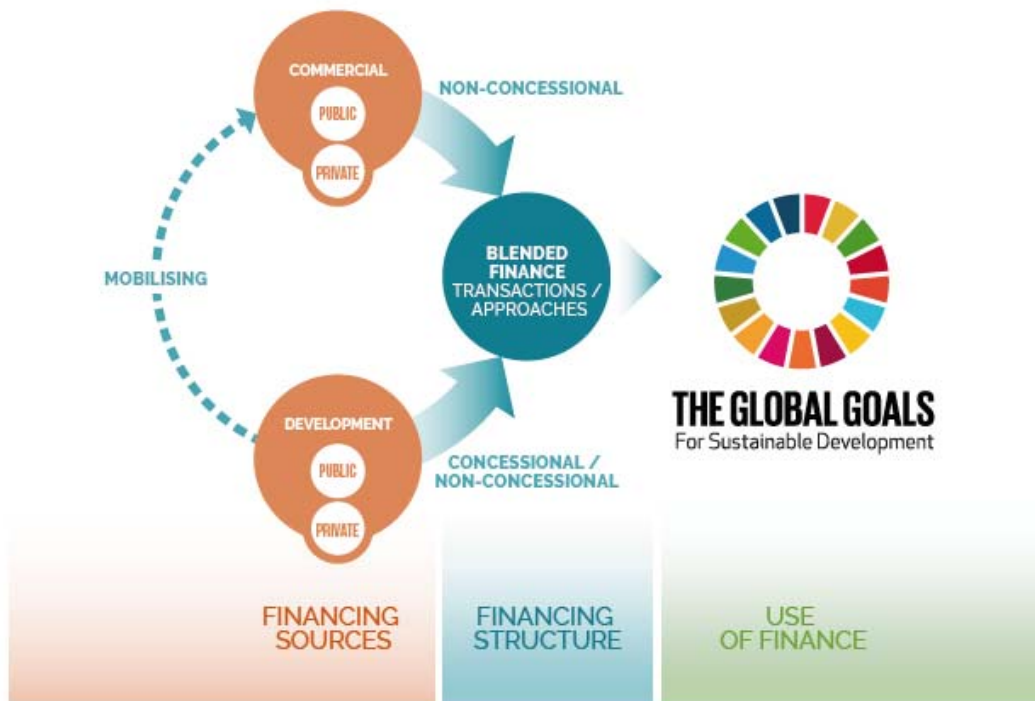 COMMERCIAL
PUBLIC
PRIVATE
NON-CONCESSIONAL
MOBILISING
BLENDED
FINANCE
TRANSACTIONS /
APPROACHES
DEVELOPMENT
PUBLIC
PRIVATE
CONCESSIONAL /
NON-CONCESSIONAL
THE GLOBAL GOALS
For Sustainable Development
FINANCING
SOURCES
FINANCING
STRUCTURE
USE
OF FINANCE